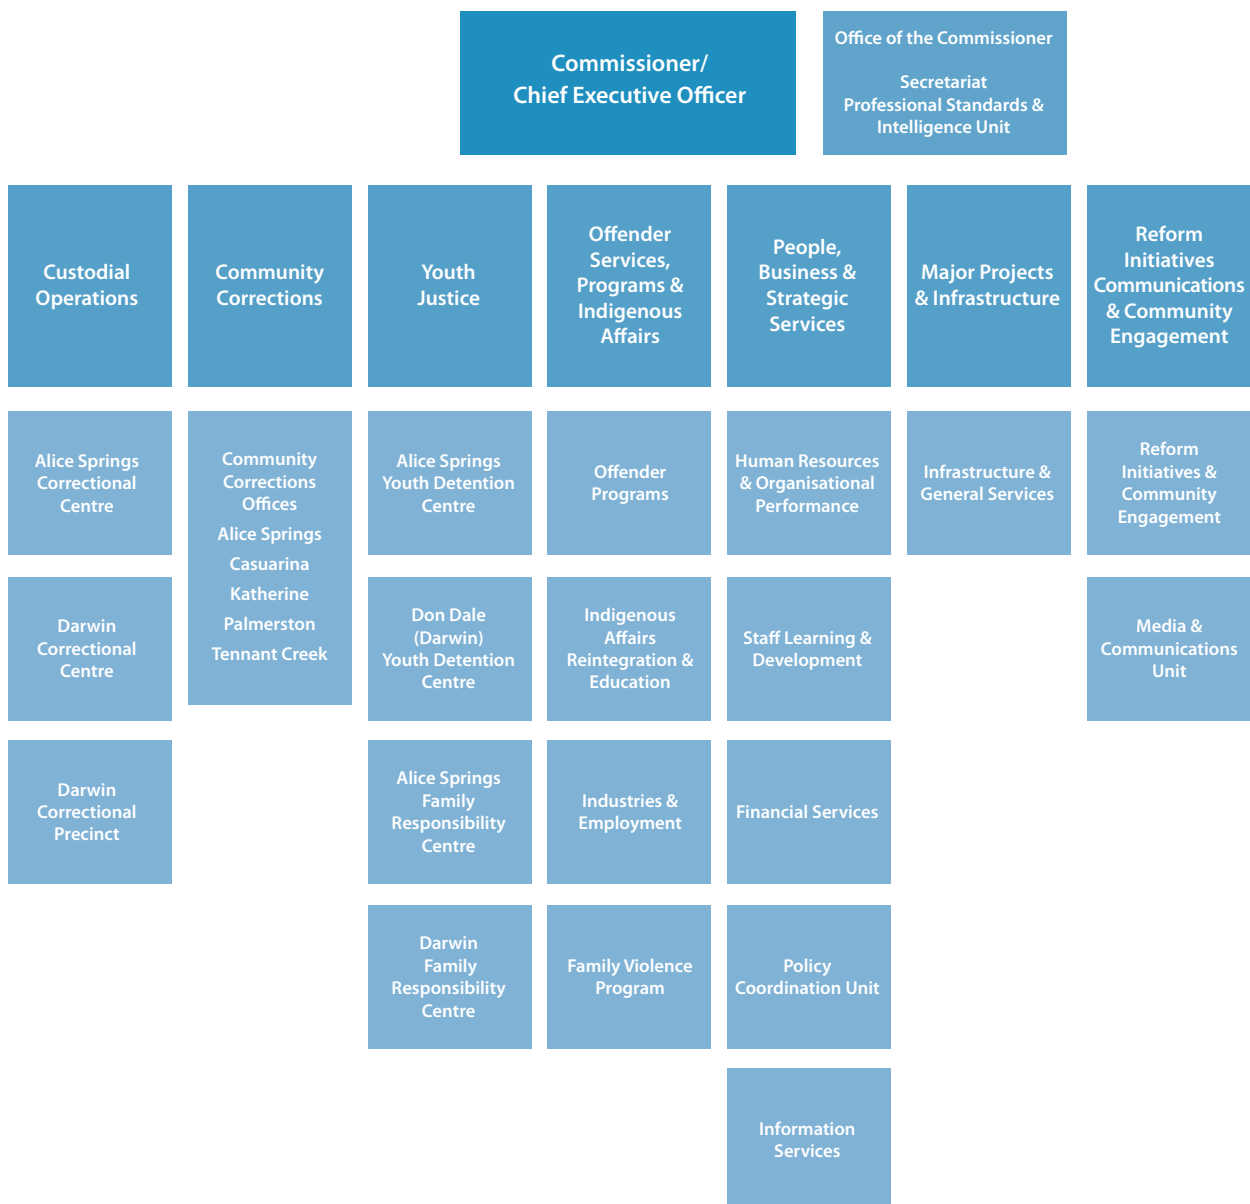 Commissioner/
Chief Executive Officer
Office of the Commissioner
Secretariat
Professional Standards &
Intelligence Unit
Custodial
Operations
Community
Corrections
Youth
Justice
Offender
Services,
Programs &
Indigenous
Affairs
People,
Business &
Strategic
Services
Major Projects
& Infrastructure
Reform
Initiatives
Communications
& Community
Engagement
Alice Springs
Correctional
Centre
Darwin
Correctional
Centre
Darwin
Correctional
Precinct
Community
Corrections
Offices
Alice Springs
Casuarina
Katherine
Palmerston
Tennant Creek
Alice Springs
Youth Detention
Centre
Don Dale
(Darwin)
Youth Detention
Centre
Alice Springs
Family
Responsibility
Centre
Darwin
Family
Responsibility
Centre
Offender
Programs
Indigenous
Affairs
Reintegration &
Education
Industries &
Employment
Family Violence
Program
Human Resources
& Organisational
Performance
Staff Learning &
Development
Financial Services
Policy
Coordination Unit
Information
Services
Infrastructure &
General Services
Reform
Initiatives &
Community
Engagement
Media &
Communications
Unit